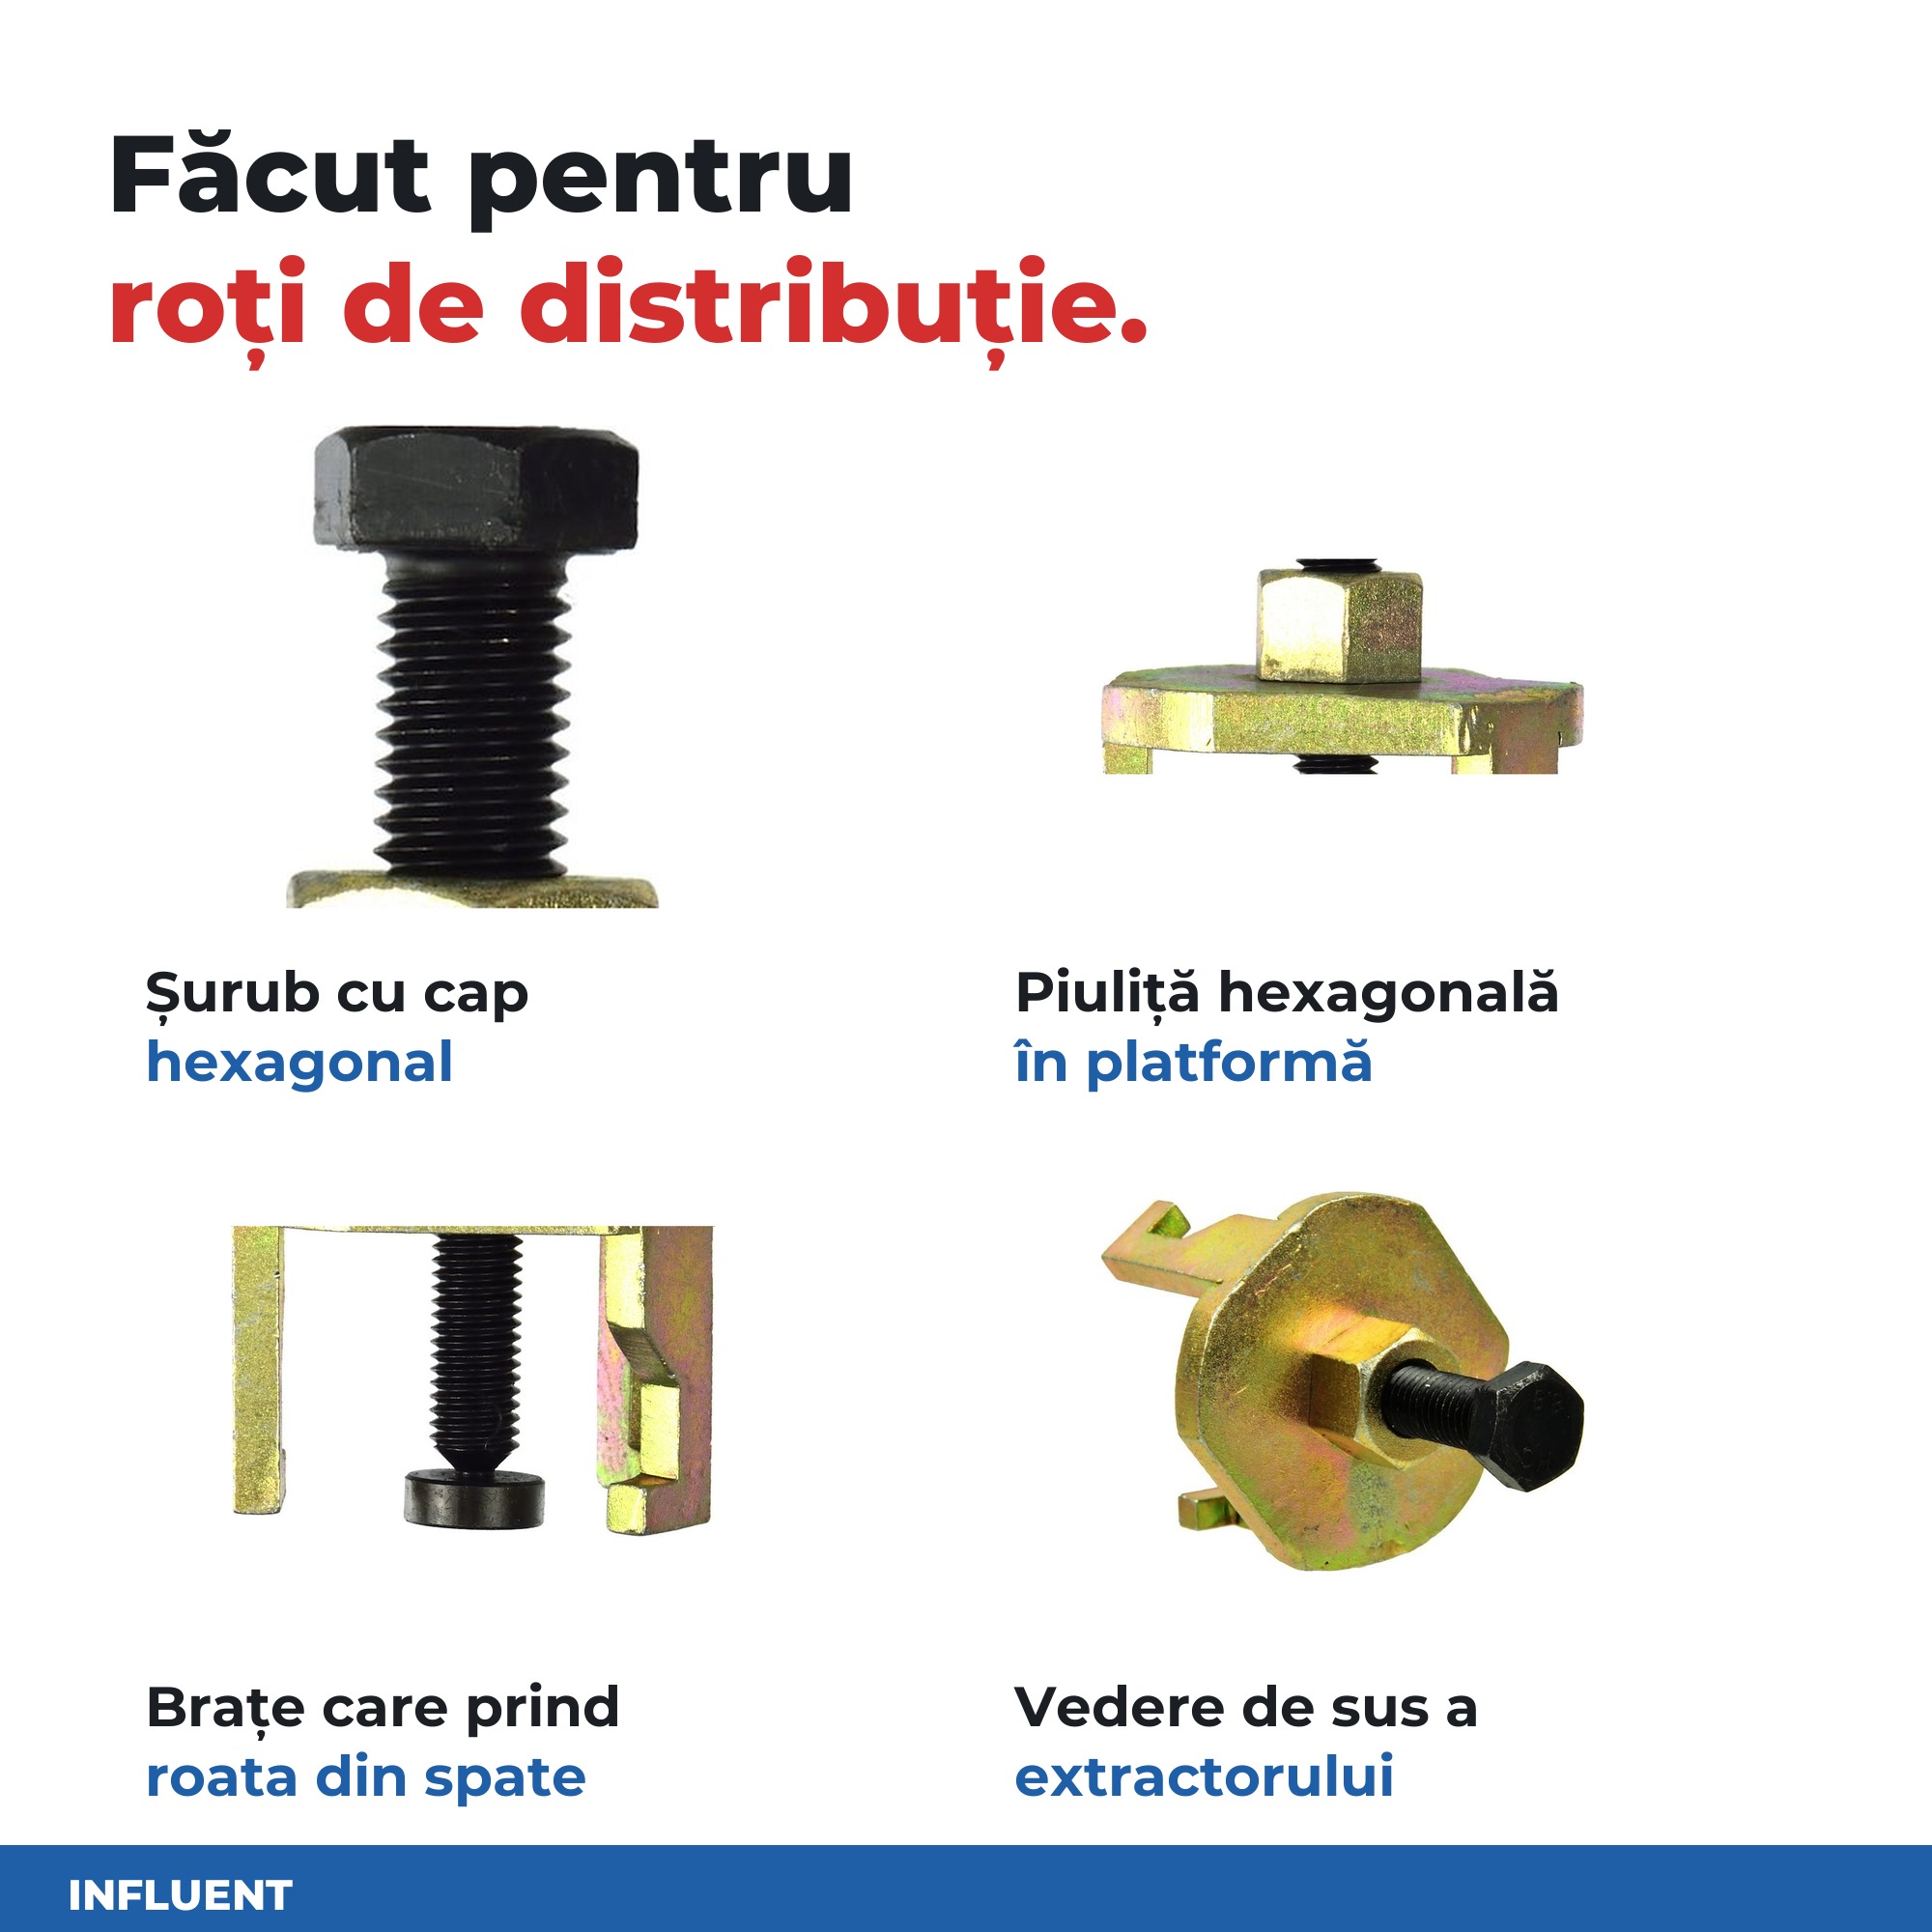 Făcut pentru
roți de distribuție.
Șurub cu cap
hexagonal
Piuliță hexagonală
în platformă
Brațe care prind
roata din spate
Vedere de sus a
extractorului
INFLUENT